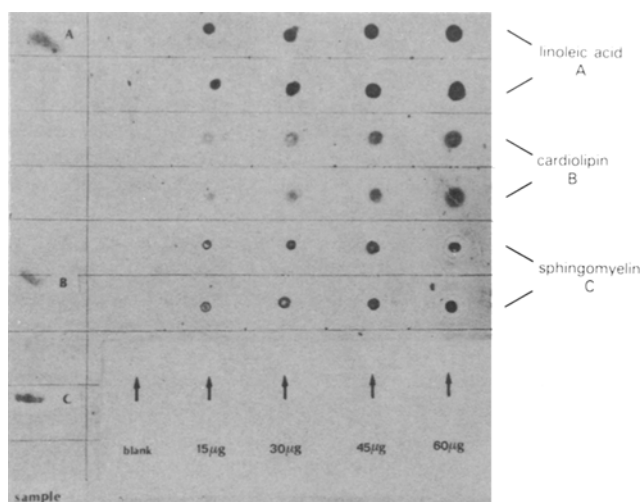 A
linoleic acid
A
cardiolipin
B
sphingomyelin
C
B
C
blank 15µg 30µg 45µg 60µg
sample